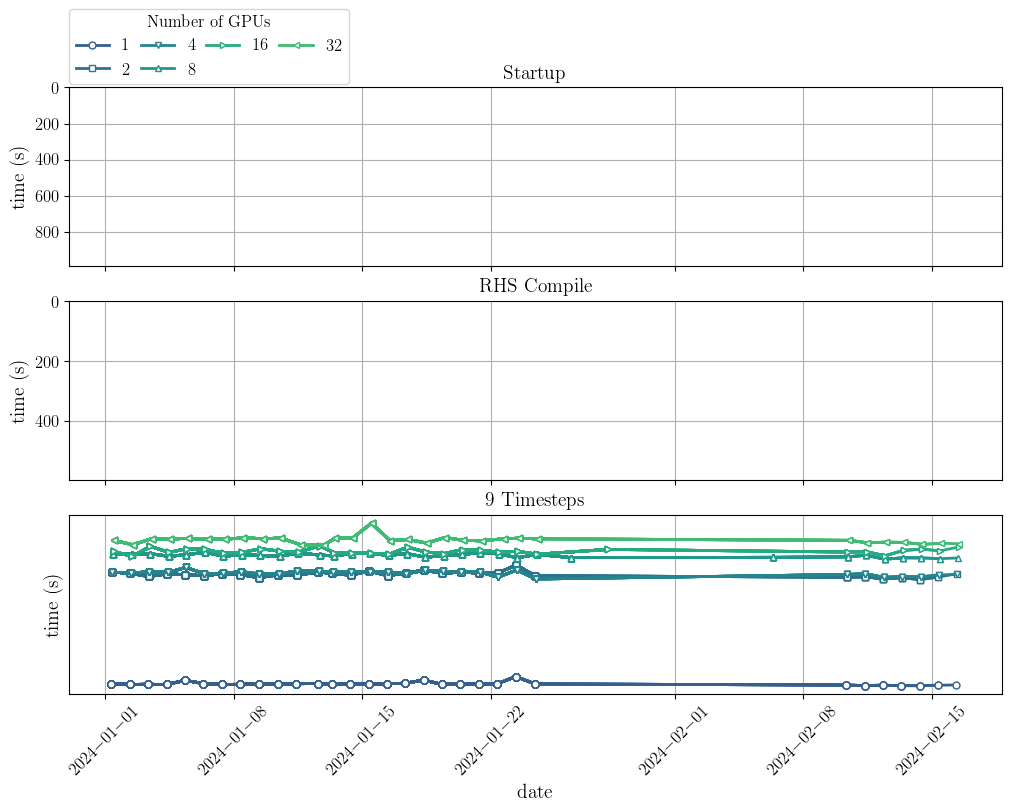 Number of GPUs
1 4 16 32
2 8
Startup
0
200
400
600
800
time (s)
RHS Compile
0
200
400
time (s)
9 Timesteps
time (s)
2024-01-01 2024-01-08 2024-01-15 2024-01-22 2024-02-01 2024-02-08 2024-02-15
date